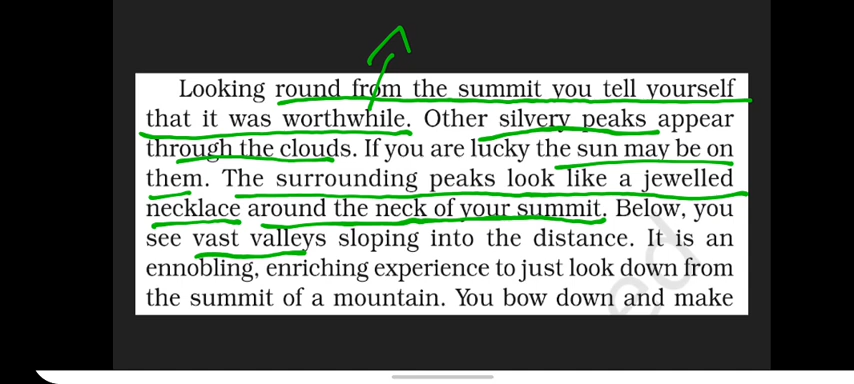 Looking round from the summit you tell yourself
that it was worthwhile. Other silvery peaks appear
through the clouds. If you are lucky the sun may be on
them. The surrounding peaks look like a jewelled
necklace around the neck of your summit. Below, you
see vast valleys sloping into the distance. It is an
ennobling, enriching experience to just look down from
the summit of a mountain. You bow down and make